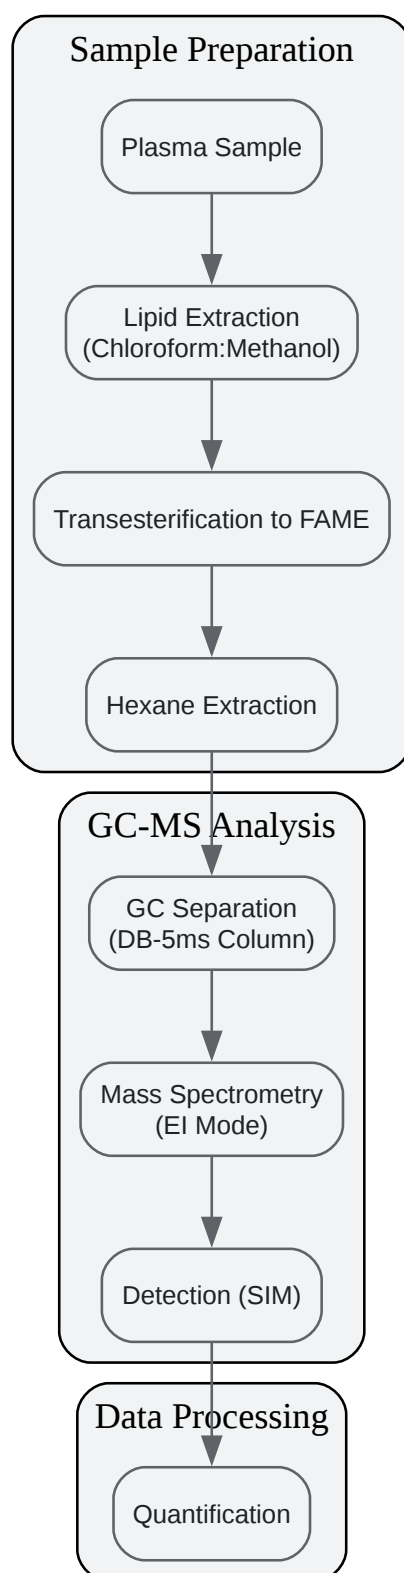 Sample Preparation
Plasma Sample
Lipid Extraction
(Chloroform:Methanol)
Transesterification to FAME
Hexane Extraction
GC-MS Analysis
GC Separation
(DB-5ms Column)
Mass Spectrometry
(EI Mode)
Detection (SIM)
Data Processing
Quantification